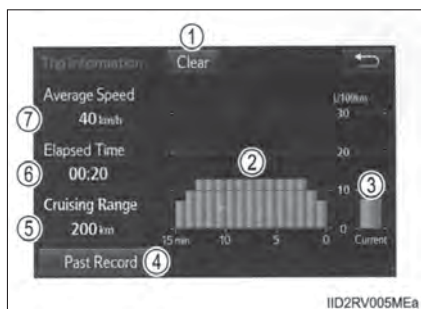 ①
Trip Information Clear
Average Speed L/100km
⑦ 40 km/h 30
Elapsed Time ② 20
⑥ 00:20 ③
Cruising Range 10
⑤ 200 km 0
15 min 10 5 0 Current
Past Record ④
IID2RV005MEa